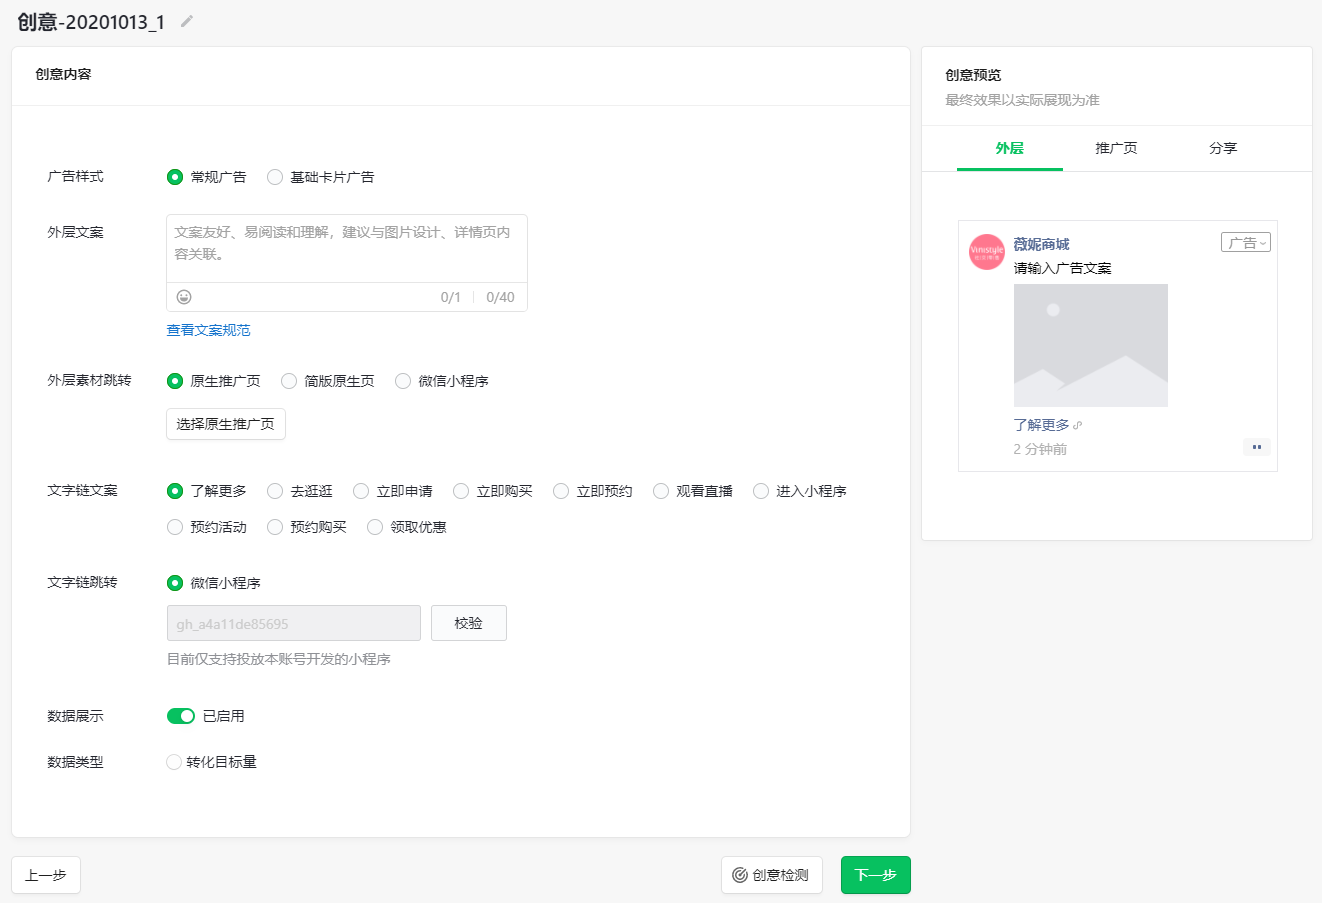 创意-20201013_1
创意内容
广告样式
常规广告 基础卡片广告
外层文案
文案友好、易阅读和理解，建议与图片设计、详情页内
容关联。
0/1 0/40
查看文案规范
外层素材跳转
原生推广页 简版原生页 微信小程序
选择原生推广页
文字链文案
了解更多 去逛逛 立即申请 立即购买 立即预约 观看直播 进入小程序
预约活动 预约购买 领取优惠
文字链跳转
微信小程序
gh_a4a11de85695 校验
目前仅支持投放本账号开发的小程序
数据展示
已启用
数据类型
转化目标量
上一步 创意检测 下一步
创意预览
最终效果以实际展现为准
外层 推广页 分享
Vinistyle
薇妮商城 广告
请输入广告文案
了解更多
2 分钟前